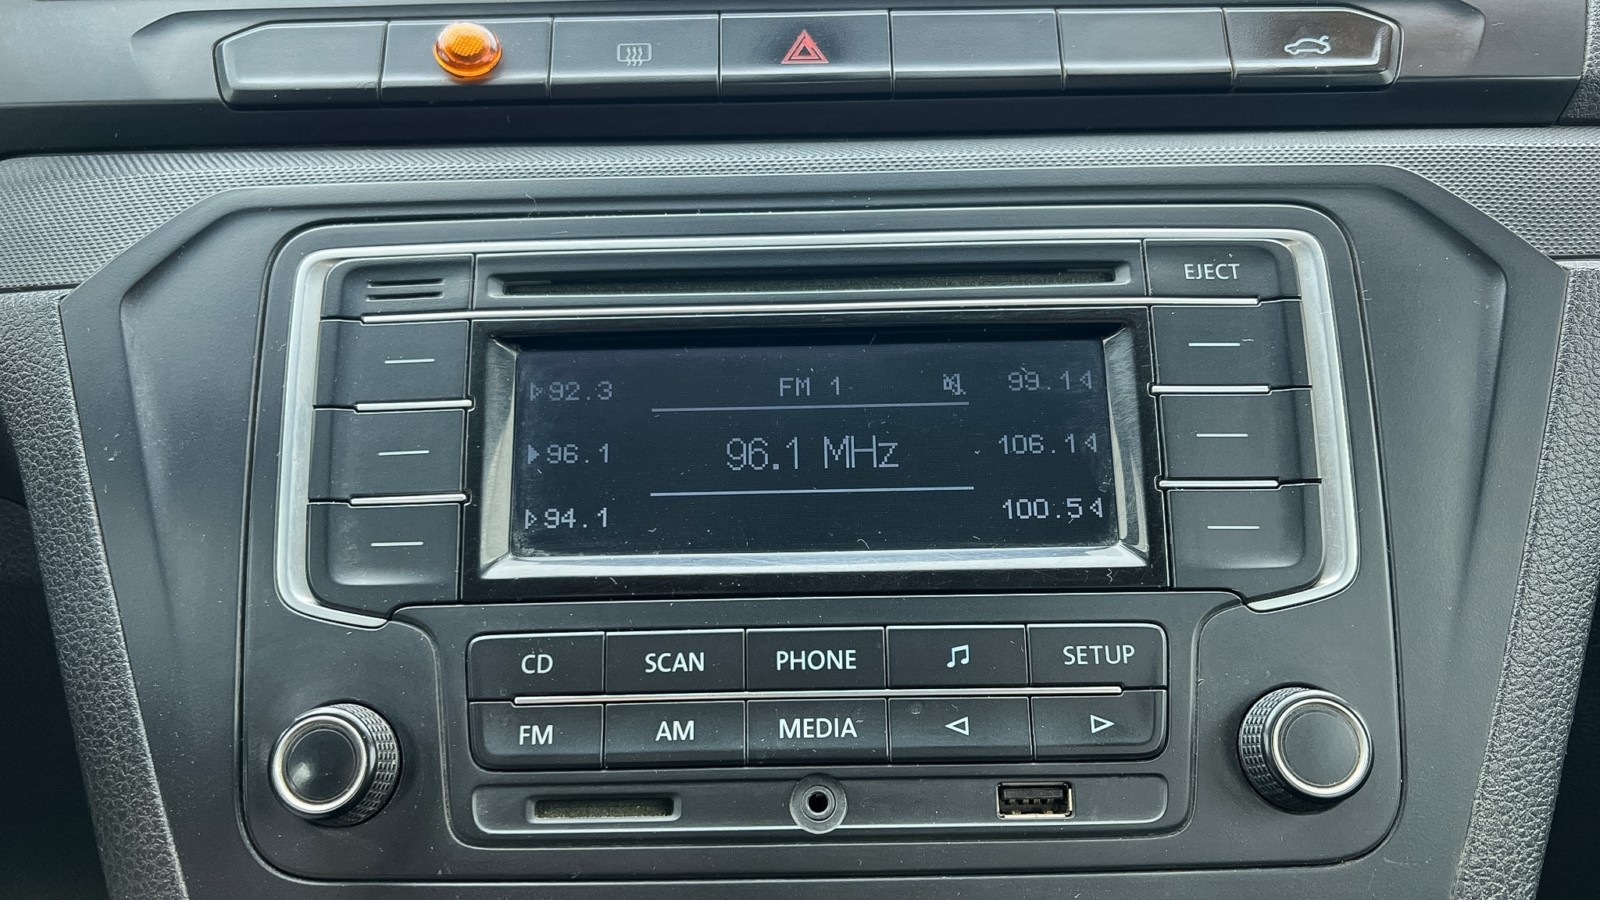 EJECT
92.3 FM 1 99.1
96.1 96.1 MHz 106.1
94.1 100.5
CD SCAN PHONE SETUP
FM AM MEDIA